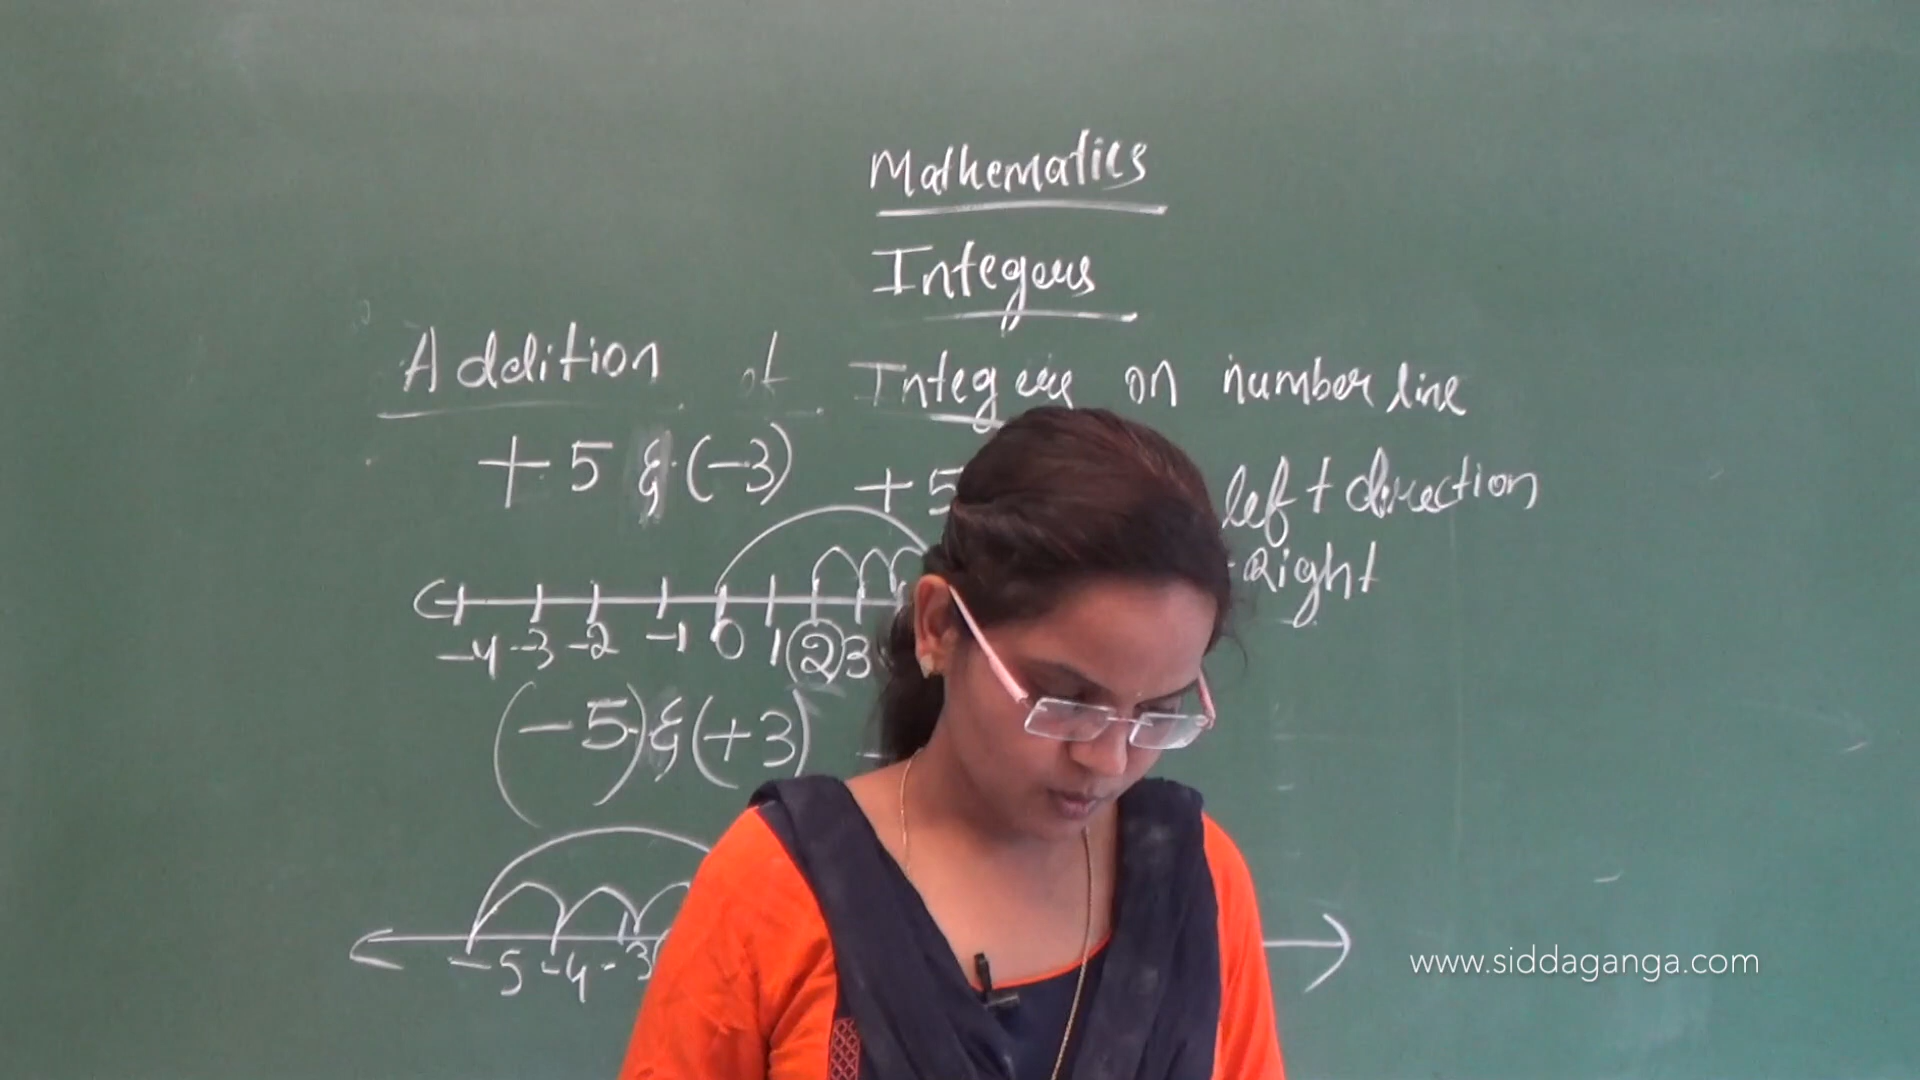 Mathematics
Integers
Addition of Integers on number line
+5 & (-3) +5 left direction
Right
-4 -3 -2 -1 0 1 2 3
(-5) & (+3)
-5 -4 -3
www.siddaganga.com